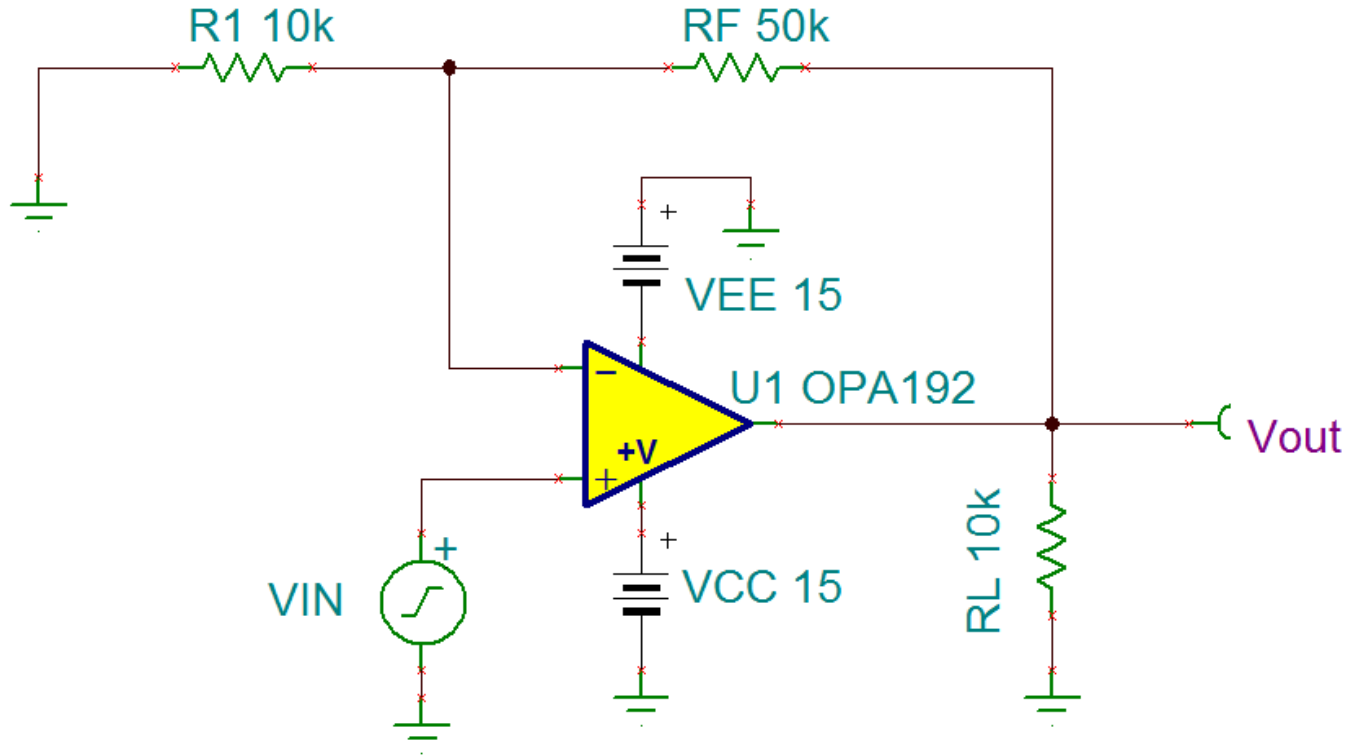 R1 10k
RF 50k
+
VEE 15
−
U1 OPA192
+V
+
Vout
+
+
VCC 15
VIN
RL 10k